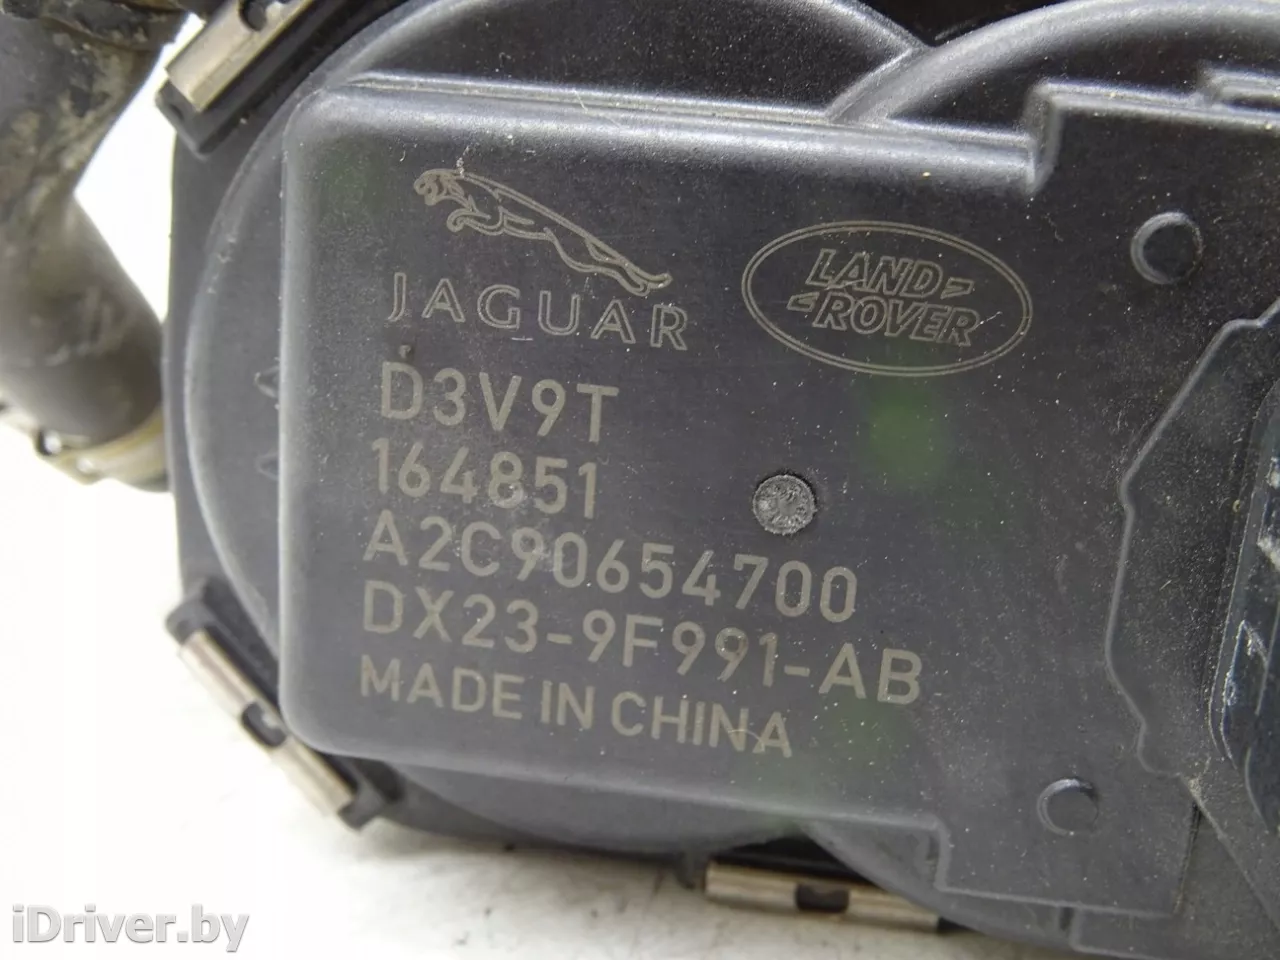 JAGUAR
LAND-
-ROVER
D3V9T
164851
A2C90654700
DX23-9F991-AB
MADE IN CHINA
iDriver.by